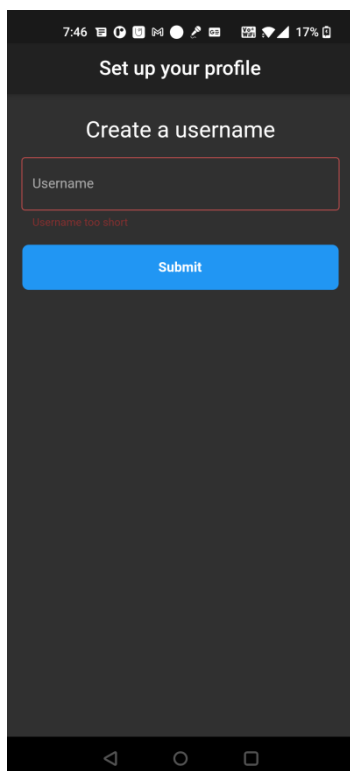 7:46 17%
Set up your profile
Create a username
Username
Username too short
Submit